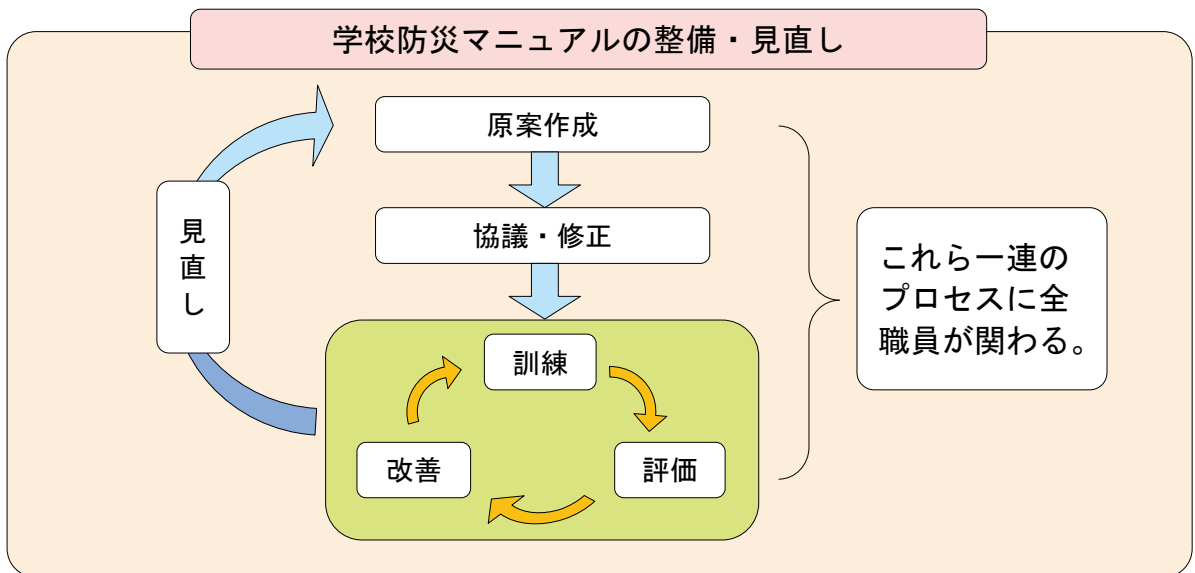 学校防災マニュアルの整備・見直し
原案作成
協議・修正
見直し
訓練
改善
評価
これら一連の
プロセスに全
職員が関わる。